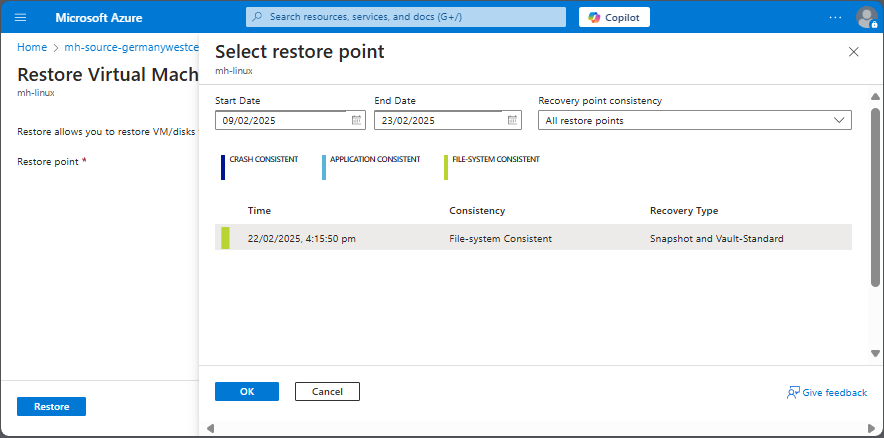 Microsoft Azure
Search resources, services, and docs (G+/)
Copilot
Home > mh-source-germanywestce
Restore Virtual Mach
mh-linux
Restore allows you to restore VM/disks
Restore point *
Restore
Select restore point
mh-linux
Start Date
End Date
Recovery point consistency
09/02/2025
23/02/2025
All restore points
CRASH CONSISTENT
APPLICATION CONSISTENT
FILE-SYSTEM CONSISTENT
Time
Consistency
Recovery Type
22/02/2025, 4:15:50 pm
File-system Consistent
Snapshot and Vault-Standard
OK
Cancel
Give feedback